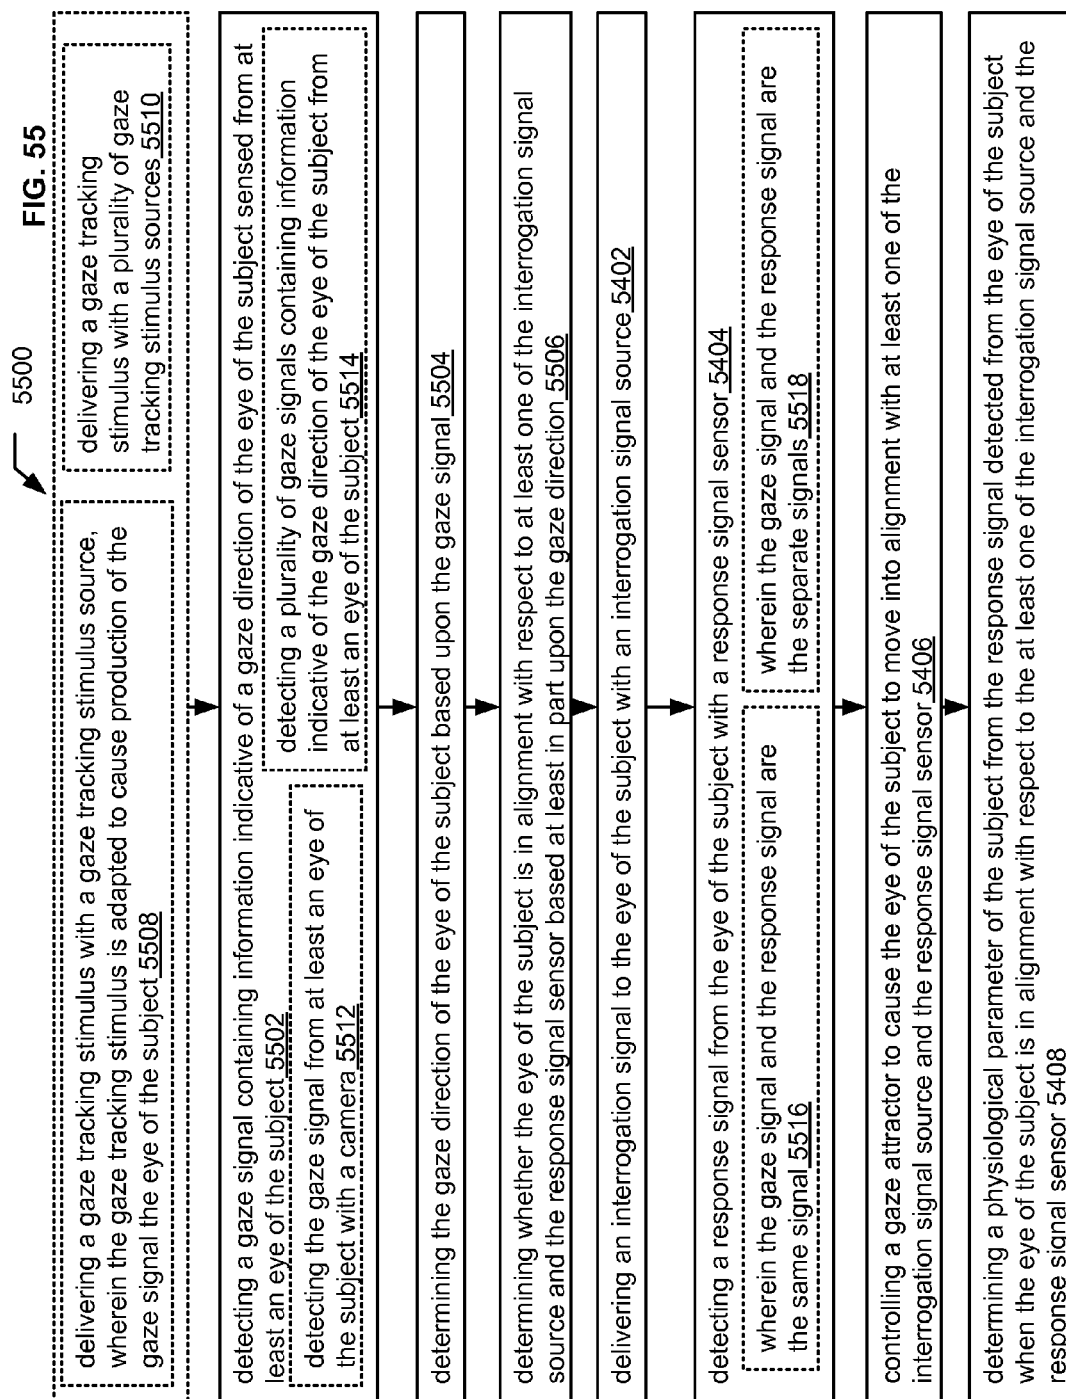 FIG. 55
5500
delivering a gaze tracking stimulus with a gaze tracking stimulus source,
wherein the gaze tracking stimulus is adapted to cause production of the
gaze signal the eye of the subject 5508
delivering a gaze tracking
stimulus with a plurality of gaze
tracking stimulus sources 5510
detecting a gaze signal containing information indicative of a gaze direction of the eye of the subject sensed from at
least an eye of the subject 5502
detecting the gaze signal from at least an eye of
the subject with a camera 5512
detecting a plurality of gaze signals containing information
indicative of the gaze direction of the eye of the subject from
at least an eye of the subject 5514
determining the gaze direction of the eye of the subject based upon the gaze signal 5504
determining whether the eye of the subject is in alignment with respect to at least one of the interrogation signal
source and the response signal sensor based at least in part upon the gaze direction 5506
delivering an interrogation signal to the eye of the subject with an interrogation signal source 5402
detecting a response signal from the eye of the subject with a response signal sensor 5404
wherein the gaze signal and the response signal are
the same signal 5516
wherein the gaze signal and the response signal are
the separate signals 5518
controlling a gaze attractor to cause the eye of the subject to move into alignment with at least one of the
interrogation signal source and the response signal sensor 5406
determining a physiological parameter of the subject from the response signal detected from the eye of the subject
when the eye of the subject is in alignment with respect to the at least one of the interrogation signal source and the
response signal sensor 5408